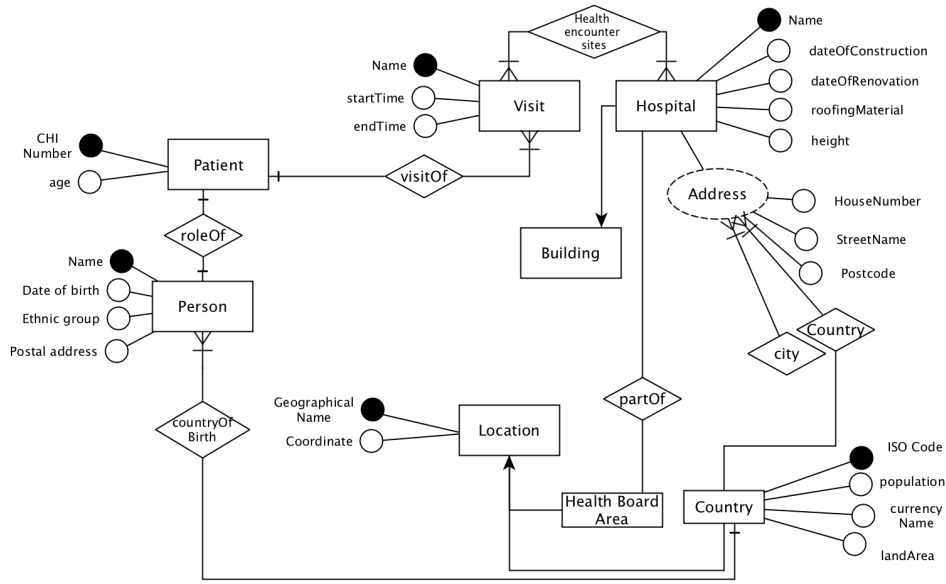 Health
encounter
sites
Name
dateOfConstruction
dateOfRenovation
roofingMaterial
height
Name
startTime
endTime
Visit
Hospital
CHI
Number
age
Patient
visitOf
Address
HouseNumber
StreetName
Postcode
roleOf
Building
Name
Date of birth
Ethnic group
Postal address
Person
Country
city
countryOf
Birth
Geographical
Name
Coordinate
Location
partOf
Health Board
Area
Country
ISO Code
population
currency
Name
landArea